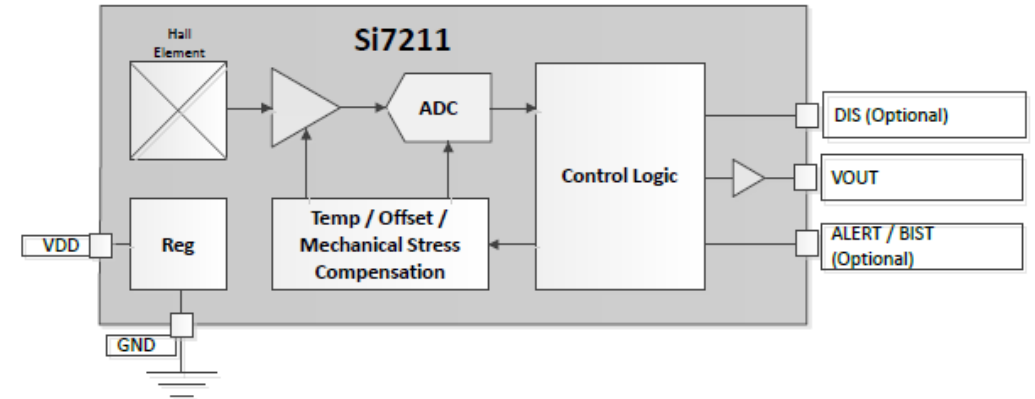 Hall
Element
Si7211
ADC
Control Logic
DIS (Optional)
VOUT
ALERT / BIST
(Optional)
Temp / Offset /
Mechanical Stress
Compensation
VDD
Reg
GND